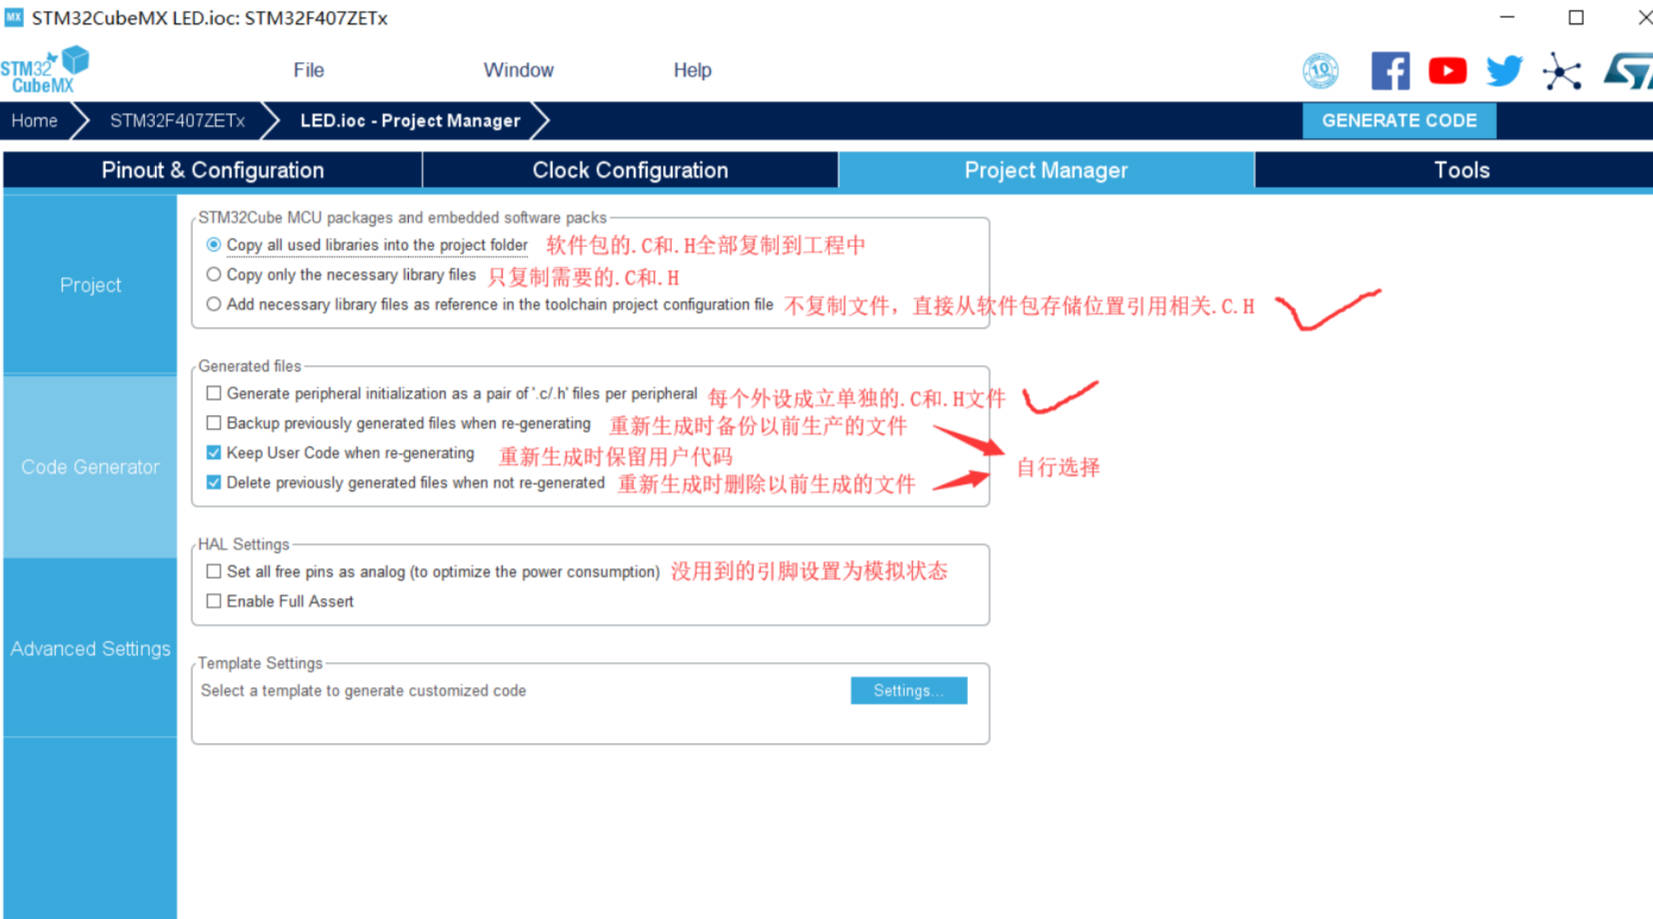 MX STM32CubeMX LED.ioc: STM32F407ZETx
STM32 CubeMX
File Window Help
10
Home STM32F407ZETx LED.ioc - Project Manager GENERATE CODE
Pinout & Configuration Clock Configuration Project Manager Tools
Project
Code Generator
Advanced Settings
STM32Cube MCU packages and embedded software packs
Copy all used libraries into the project folder 软件包的.C和.H全部复制到工程中
Copy only the necessary library files 只复制需要的.C和.H
Add necessary library files as reference in the toolchain project configuration file 不复制文件，直接从软件包存储位置引用相关.C.H
Generated files
Generate peripheral initialization as a pair of '.c/.h' files per peripheral 每个外设成立单独的.C和.H文件
Backup previously generated files when re-generating 重新生成时备份以前生产的文件
Keep User Code when re-generating 重新生成时保留用户代码
自行选择
Delete previously generated files when not re-generated 重新生成时删除以前生成的文件
HAL Settings
Set all free pins as analog (to optimize the power consumption) 没用到的引脚设置为模拟状态
Enable Full Assert
Template Settings
Select a template to generate customized code Settings...